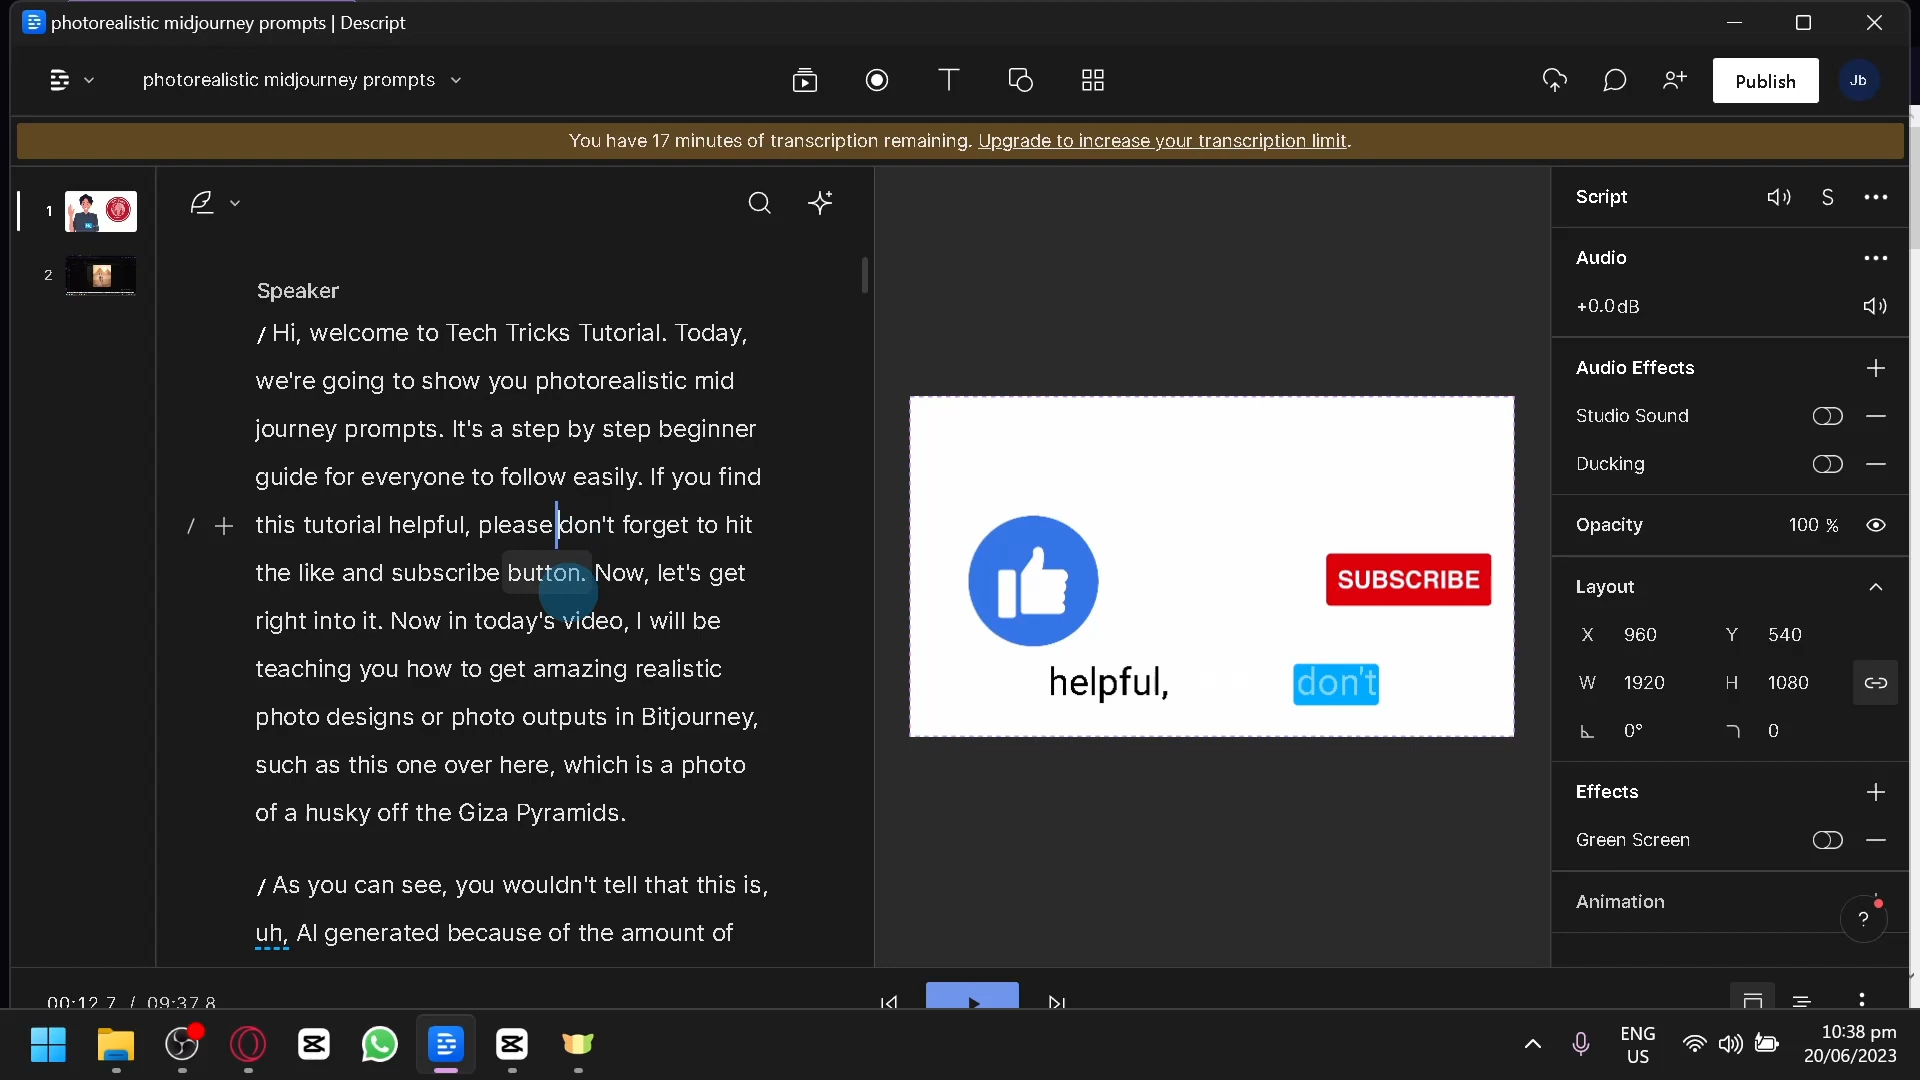 photorealistic midjourney prompts | Descript
photorealistic midjourney prompts
Publish
Jb
You have 17 minutes of transcription remaining. Upgrade to increase your transcription limit.
1
2
Speaker
/ Hi, welcome to Tech Tricks Tutorial. Today,
we're going to show you photorealistic mid
journey prompts. It's a step by step beginner
guide for everyone to follow easily. If you find
/ + this tutorial helpful, please don't forget to hit
the like and subscribe button. Now, let's get
right into it. Now in today's video, I will be
teaching you how to get amazing realistic
photo designs or photo outputs in Bitjourney,
such as this one over here, which is a photo
of a husky off the Giza Pyramids.
/ As you can see, you wouldn't tell that this is,
uh, AI generated because of the amount of
SUBSCRIBE
helpful, don't
Script S
Audio
+0.0dB
Audio Effects
Studio Sound
Ducking
Opacity 100 %
Layout
X 960 Y 540
W 1920 H 1080
0° 0
Effects
Green Screen
Animation
?
00:12.7 / 09:37.8
ENG
US
10:38 pm
20/06/2023